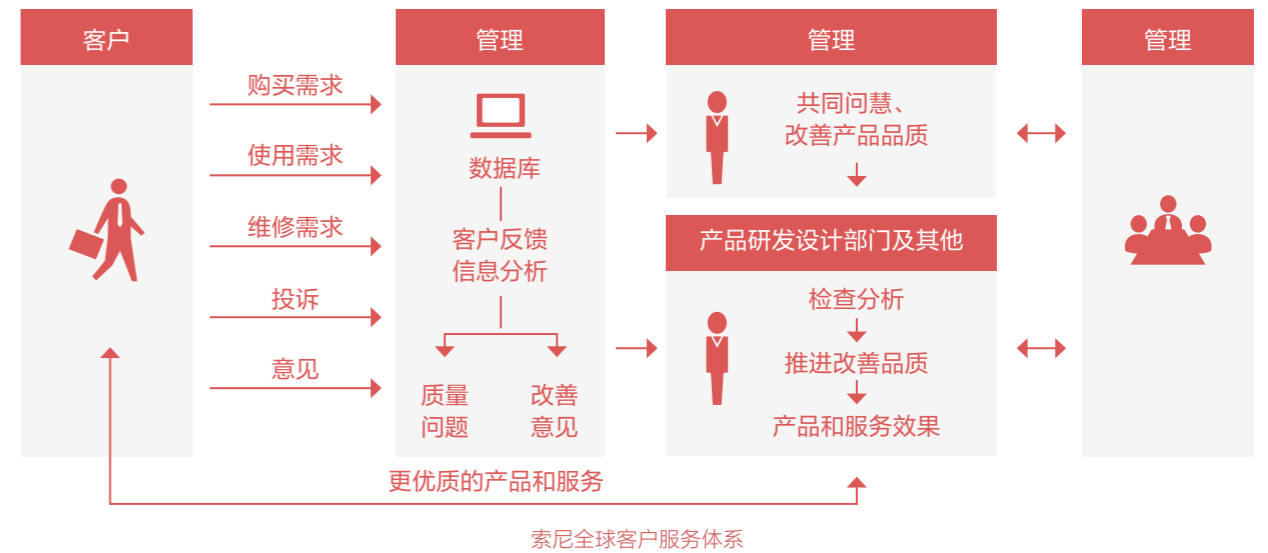 客户
购买需求
使用需求
维修需求
投诉
意见
管理
数据库
客户反馈
信息分析
质量
问题
改善
意见
管理
共同问慧、
改善产品品质
产品研发设计部门及其他
检查分析
推进改善品质
产品和服务效果
管理
更优质的产品和服务
索尼全球客户服务体系